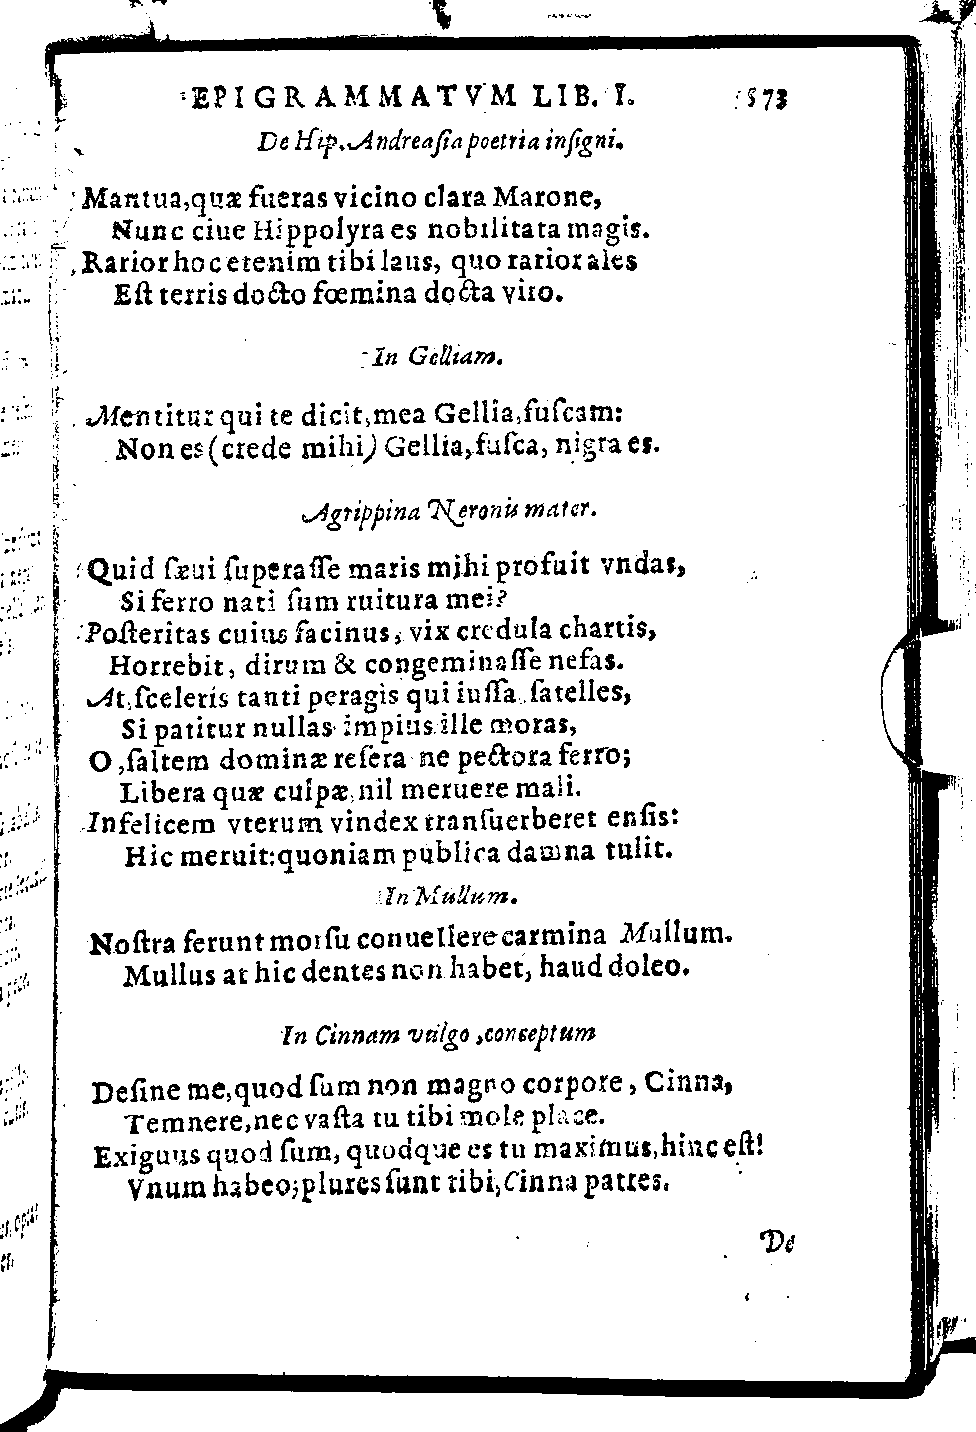 EPIGRAMMATVM LIB. I. 573
De Hip. Andreaſia poetria inſigni.
Mantua, quæ fueras vicino clara Marone,
Nunc ciue Hippolyta es nobilitata magis.
Rarior hoc etenim tibi laus, quo rarior ales
Eſt terris docto fœmina docta viro.
In Gelliam.
Mentitur qui te dicit, mea Gellia, fuſcam:
Non es (crede mihi) Gellia, fuſca, nigra es.
Agrippina Neronis mater.
Quid ſæui ſuperaſſe maris mihi profuit vndas,
Si ferro nati ſum ruitura mei?
Poſteritas cuius facinus, vix credula chartis,
Horrebit, dirum & congeminaſſe nefas.
At, ſceleris tanti peragis qui iuſſa ſatelles,
Si patitur nullas impius ille moras,
O, ſaltem dominæ reſera ne pectora ferro;
Libera quæ culpæ, nil meruere mali.
Infelicem vterum vindex tranſuerberet enſis:
Hic meruit: quoniam publica damna tulit.
In Mullum.
Noſtra ferunt morſu conuellere carmina Mullum.
Mullus at hic dentes non habet, haud doleo.
In Cinnam vulgo conceptum
Deſine me, quod ſum non magno corpore, Cinna,
Temnere, nec vaſta tu tibi mole place.
Exiguus quod ſum, quodque es tu maximus, hinc eſt!
Vnum habeo; plures ſunt tibi, Cinna patres.
De